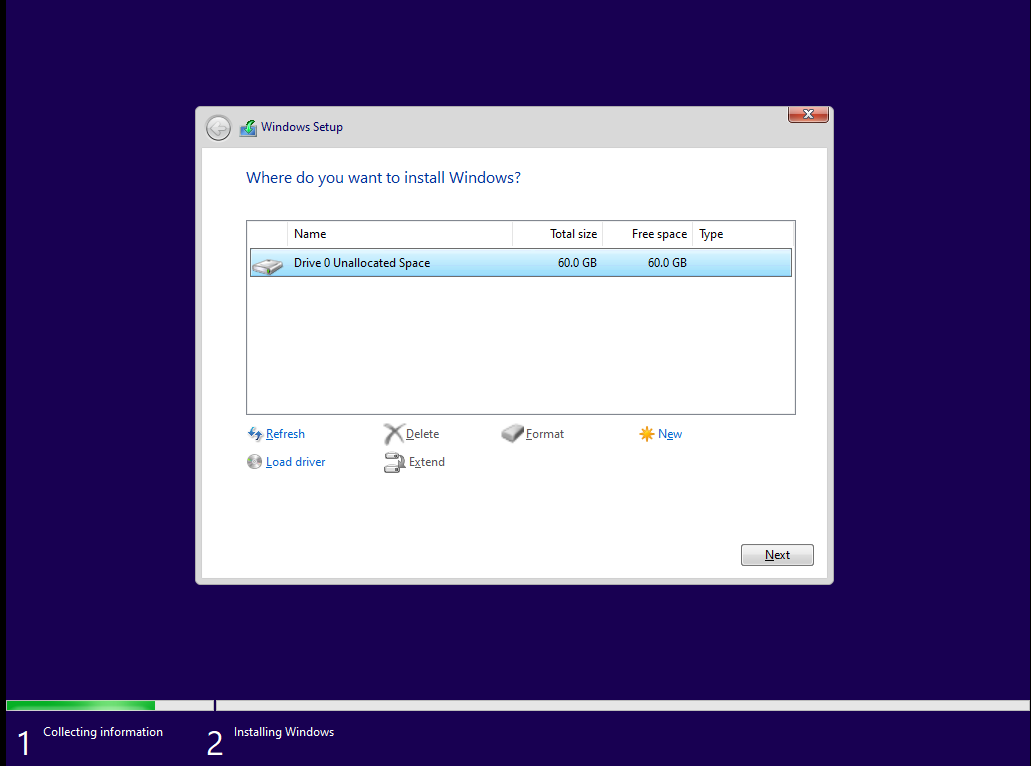 Windows Setup
Where do you want to install Windows?
Name Total size Free space Type
Drive 0 Unallocated Space 60.0 GB 60.0 GB
Refresh Delete Format New
Load driver Extend
Next
1 Collecting information 2 Installing Windows